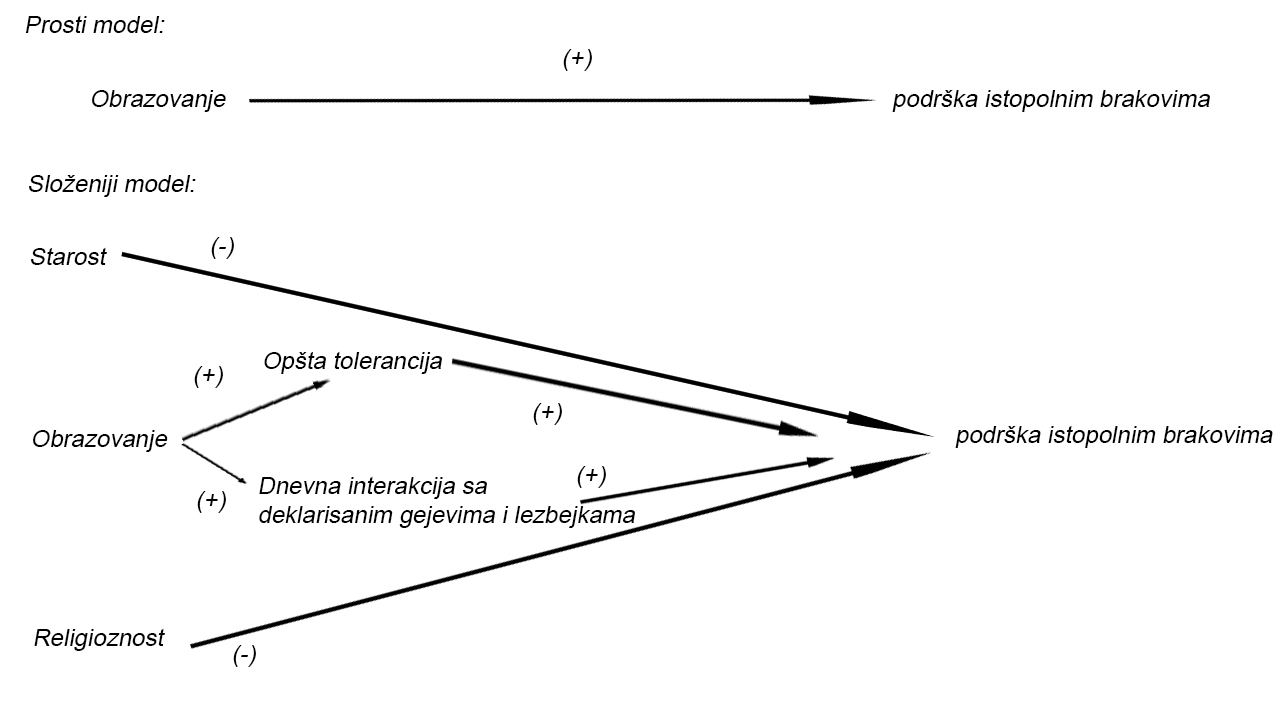 Prosti model:
(+)
Obrazovanje
podrška istopolnim brakovima
Složeniji model:
Starost
(-)
Opšta tolerancija
(+)
(+)
Obrazovanje
podrška istopolnim brakovima
(+)
Dnevna interakcija sa
deklarisanim gejevima i lezbejkama
(+)
Religioznost
(-)